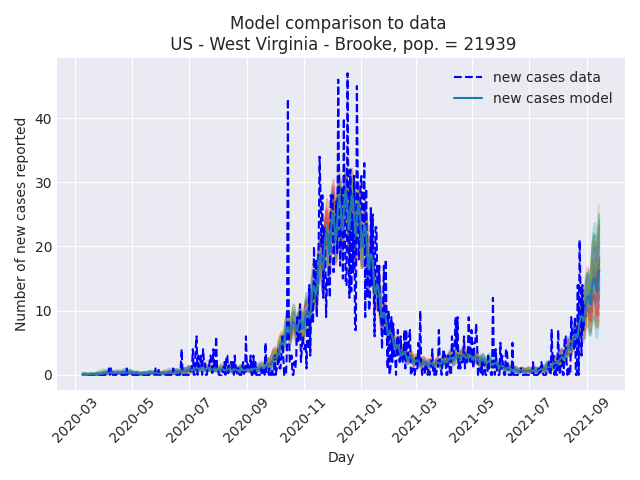 Model comparison to data
US - West Virginia - Brooke, pop. = 21939
new cases data
new cases model
Number of new cases reported
40
30
20
10
0
2020-03
2020-05
2020-07
2020-09
2020-11
2021-01
2021-03
2021-05
2021-07
2021-09
Day